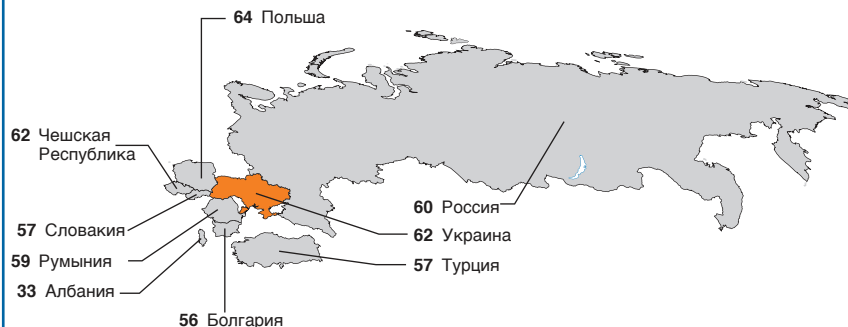 64 Польша
62 Чешская
Республика
57 Словакия
59 Румыния
33 Албания
56 Болгария
60 Россия
62 Украина
57 Турция